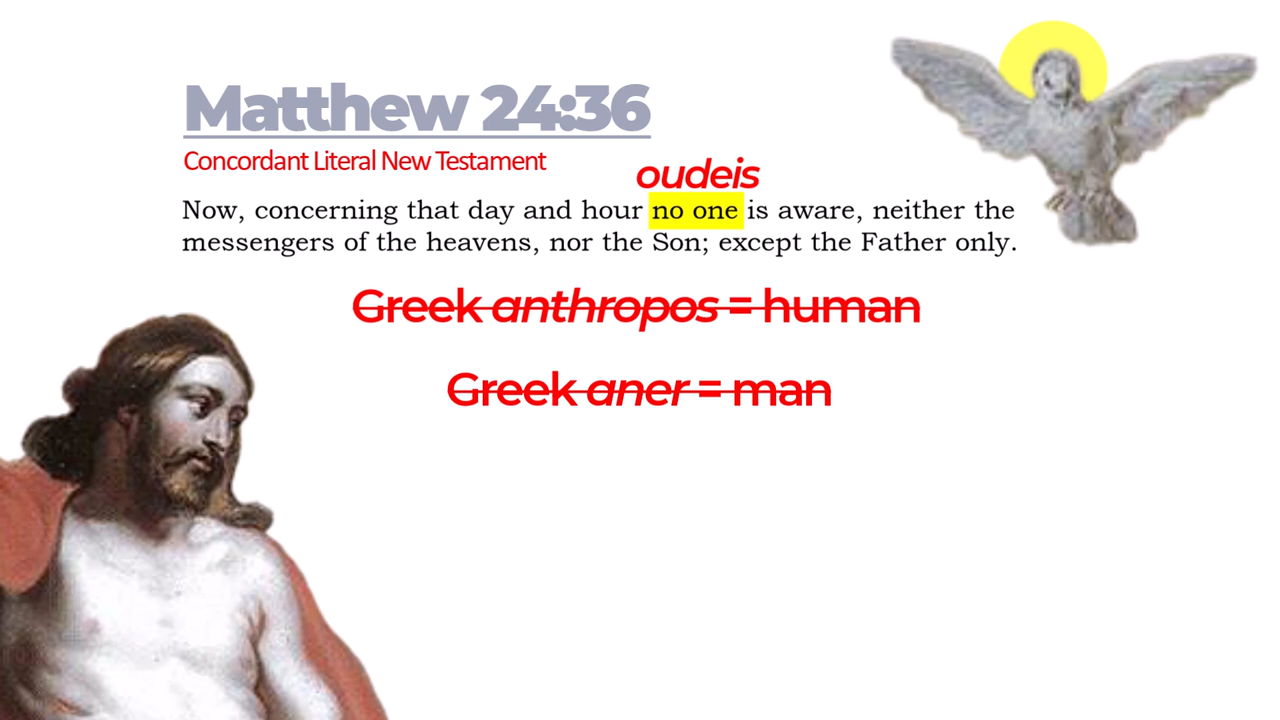 Matthew 24:36
Concordant Literal New Testament
oudeis
Now, concerning that day and hour no one is aware, neither the
messengers of the heavens, nor the Son; except the Father only.
Greek anthropos = human
Greek aner = man